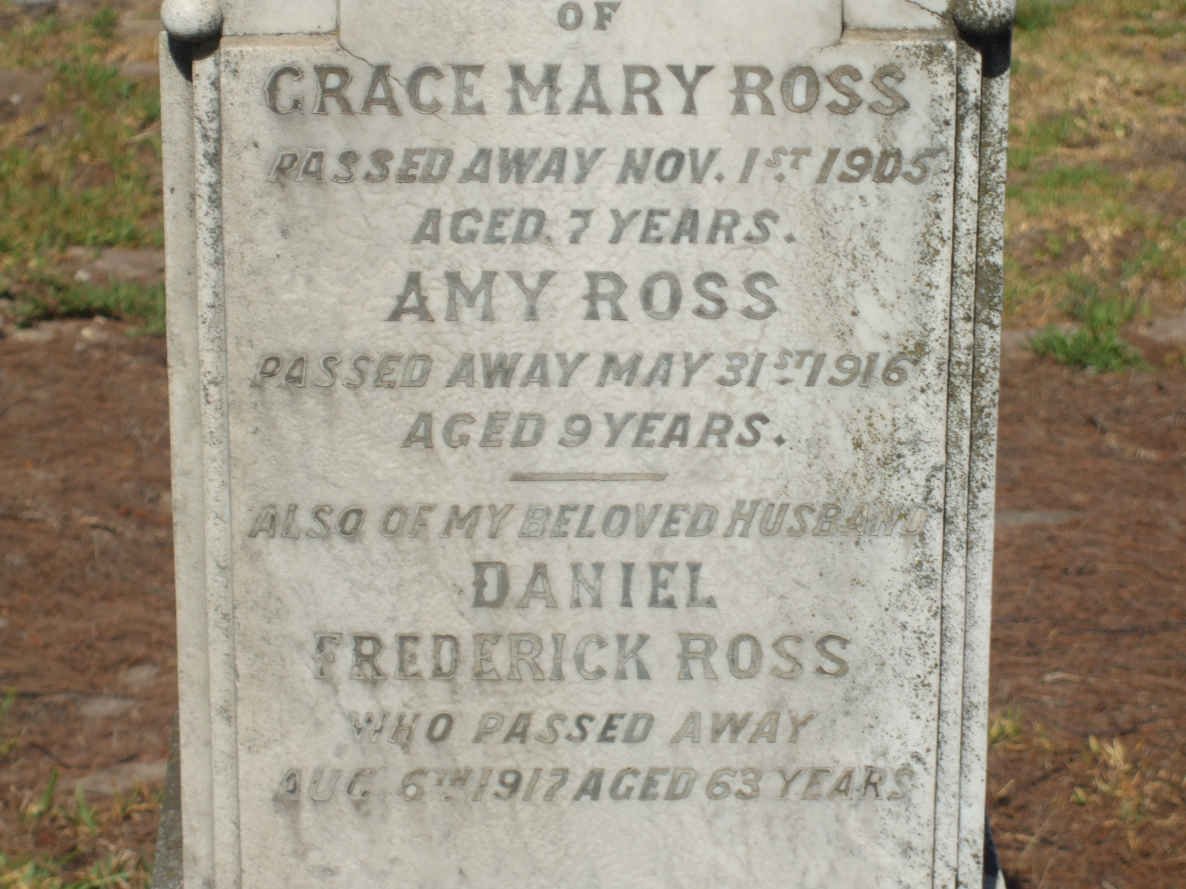 OF
GRACE MARY ROSS
PASSED AWAY NOV. 1ST 1905
AGED 7 YEARS.
AMY ROSS
PASSED AWAY MAY 31ST 1916
AGED 9 YEARS.
ALSO OF MY BELOVED HUSBAND
DANIEL
FREDERICK ROSS
WHO PASSED AWAY
AUG. 6TH 1917 AGED 63 YEARS